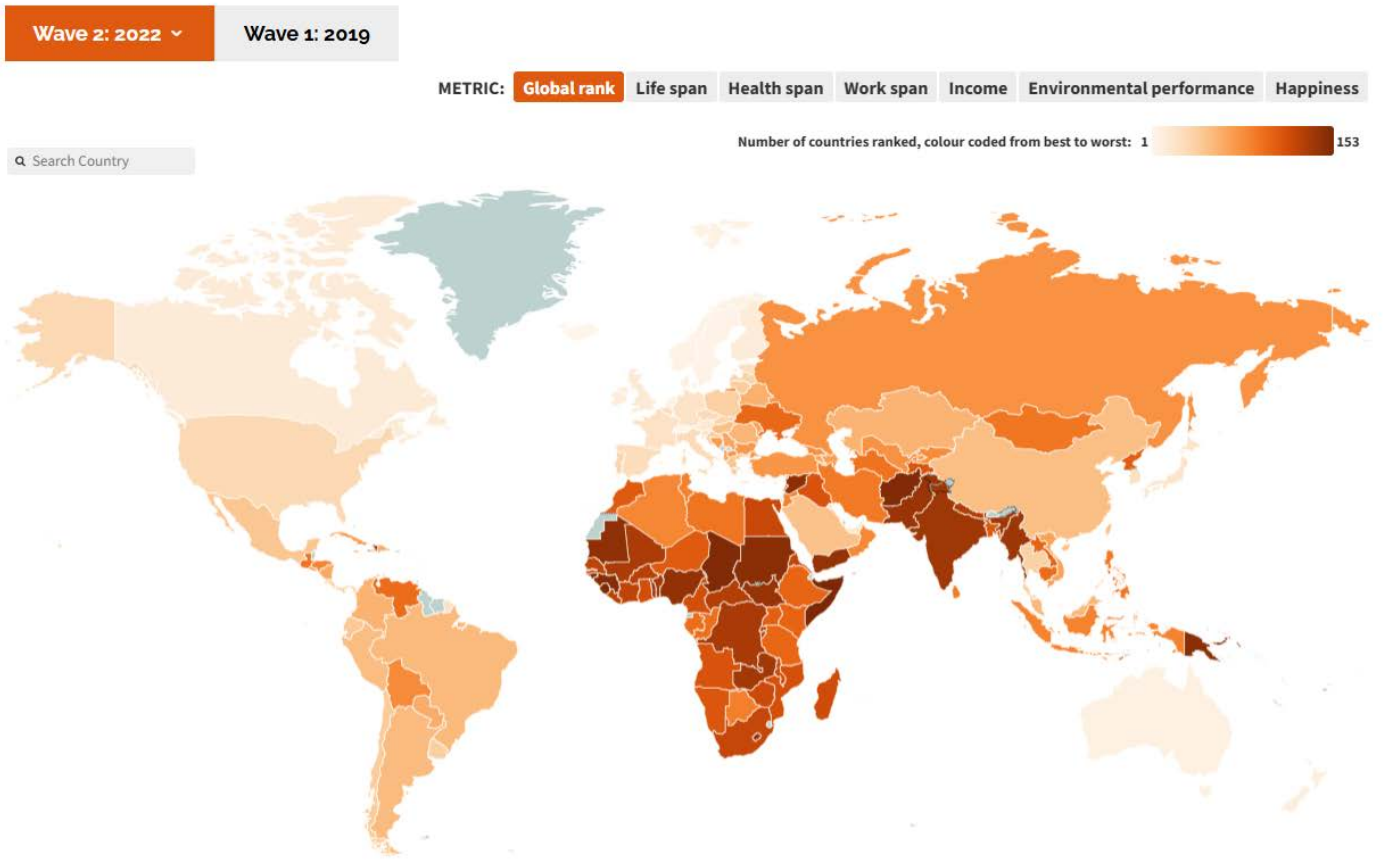 Wave 2: 2022
Wave 1: 2019
METRIC: Global rank Life span Health span Work span Income Environmental performance Happiness
Number of countries ranked, colour coded from best to worst: 1 153
Search Country